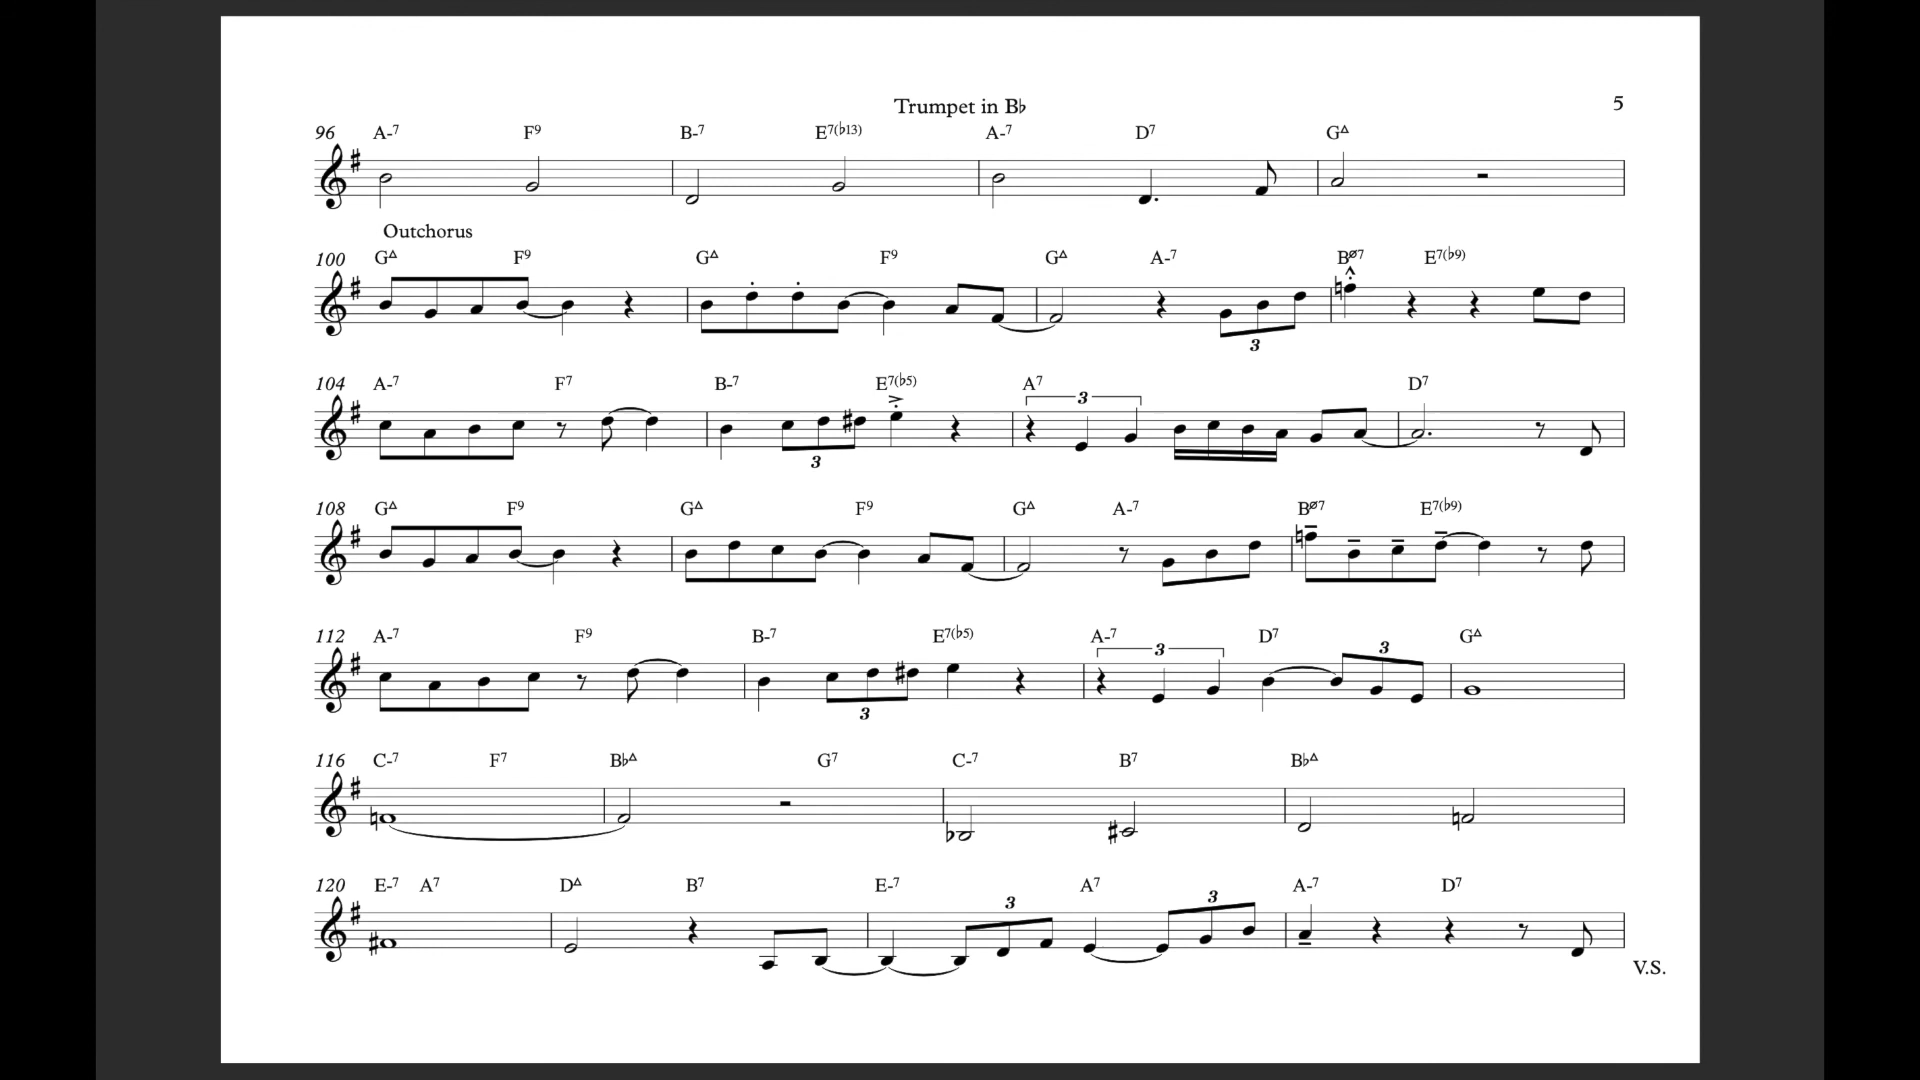 Trumpet in B♭
5
96 A-7 F9 B-7 E7(♭13) A-7 D7 G△
Outchorus
100 G△ F9 G△ F9 G△ A-7 Bø7 E7(♭9)
3
104 A-7 F7 B-7 E7(♭5) A7 D7
3
3
108 G△ F9 G△ F9 G△ A-7 Bø7 E7(♭9)
112 A-7 F9 B-7 E7(♭5) A-7 D7 G△
3 3
3
116 C-7 F7 B♭△ G7 C-7 B7 B♭△
120 E-7 A7 D△ B7 E-7 A7 A-7 D7
3 3
V.S.